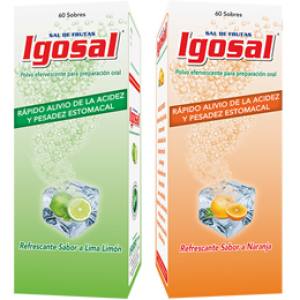 60 Sobres
SAL DE FRUTAS
Igosal
Polvo efervescente para preparación oral
RÁPIDO ALIVIO DE LA ACIDEZ
Y PESADEZ ESTOMACAL
Refrescante Sabor a Lima Limón
60 Sobres
SAL DE FRUTAS
Igosal
Polvo efervescente para preparación oral
RÁPIDO ALIVIO DE LA ACIDEZ
Y PESADEZ ESTOMACAL
Refrescante Sabor a Naranja